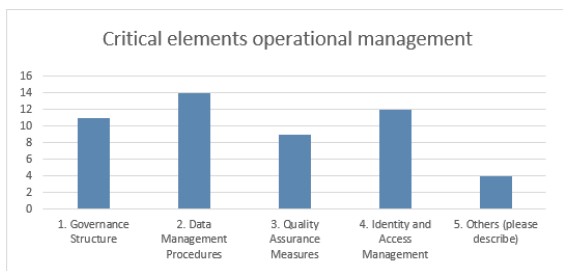 Critical elements operational management
16
14
12
10
8
6
4
2
0
1. Governance
Structure
2. Data
Management
Procedures
3. Quality
Assurance
Measures
4. Identity and
Access
Management
5. Others (please
describe)